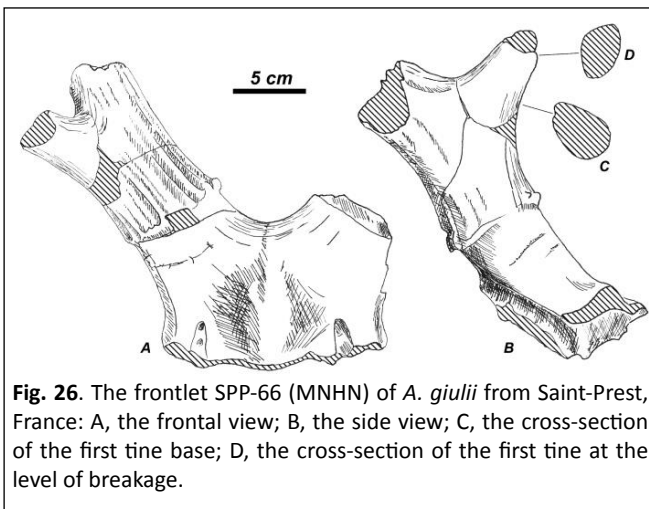 5 cm
D
C
A
B
Fig. 26. The frontlet SPP-66 (MNHN) of A. giulii from Saint-Prest,
France: A, the frontal view; B, the side view; C, the cross-section
of the first tine base; D, the cross-section of the first tine at the
level of breakage.